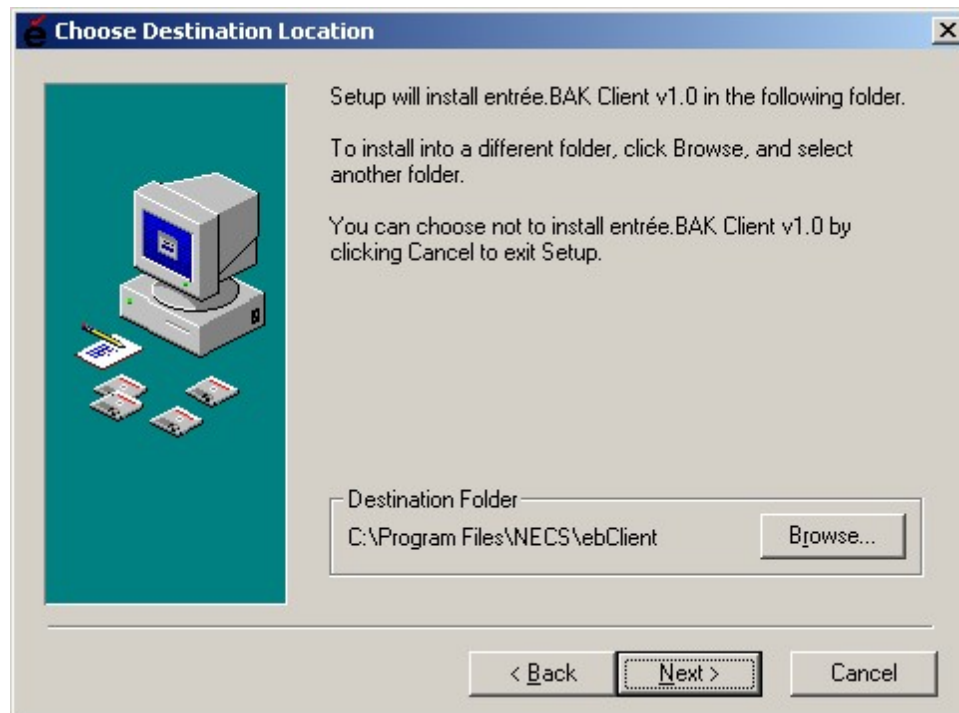 Choose Destination Location
Setup will install entrée.BAK Client v1.0 in the following folder.
To install into a different folder, click Browse, and select
another folder.
You can choose not to install entrée.BAK Client v1.0 by
clicking Cancel to exit Setup.
Destination Folder
C:\Program Files\NECS\ebClient
Browse...
< Back
Next >
Cancel